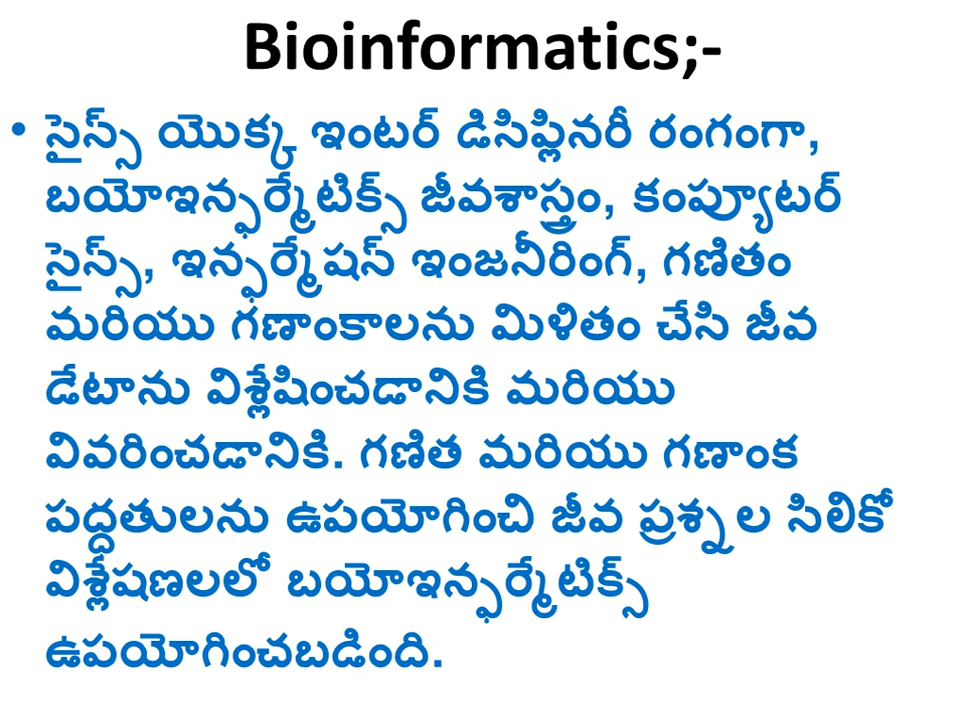 Bioinformatics;-
• సైన్స్ యొక్క ఇంటర్ డిసిప్లినరీ రంగంగా,
బయోఇన్ఫర్మేటిక్స్ జీవశాస్త్రం, కంప్యూటర్
సైన్స్, ఇన్ఫర్మేషన్ ఇంజనీరింగ్, గణితం
మరియు గణాంకాలను మిళితం చేసి జీవ
డేటాను విశ్లేషించడానికి మరియు
వివరించడానికి. గణిత మరియు గణాంక
పద్ధతులను ఉపయోగించి జీవ ప్రశ్నల సిలికో
విశ్లేషణలలో బయోఇన్ఫర్మేటిక్స్
ఉపయోగించబడింది.